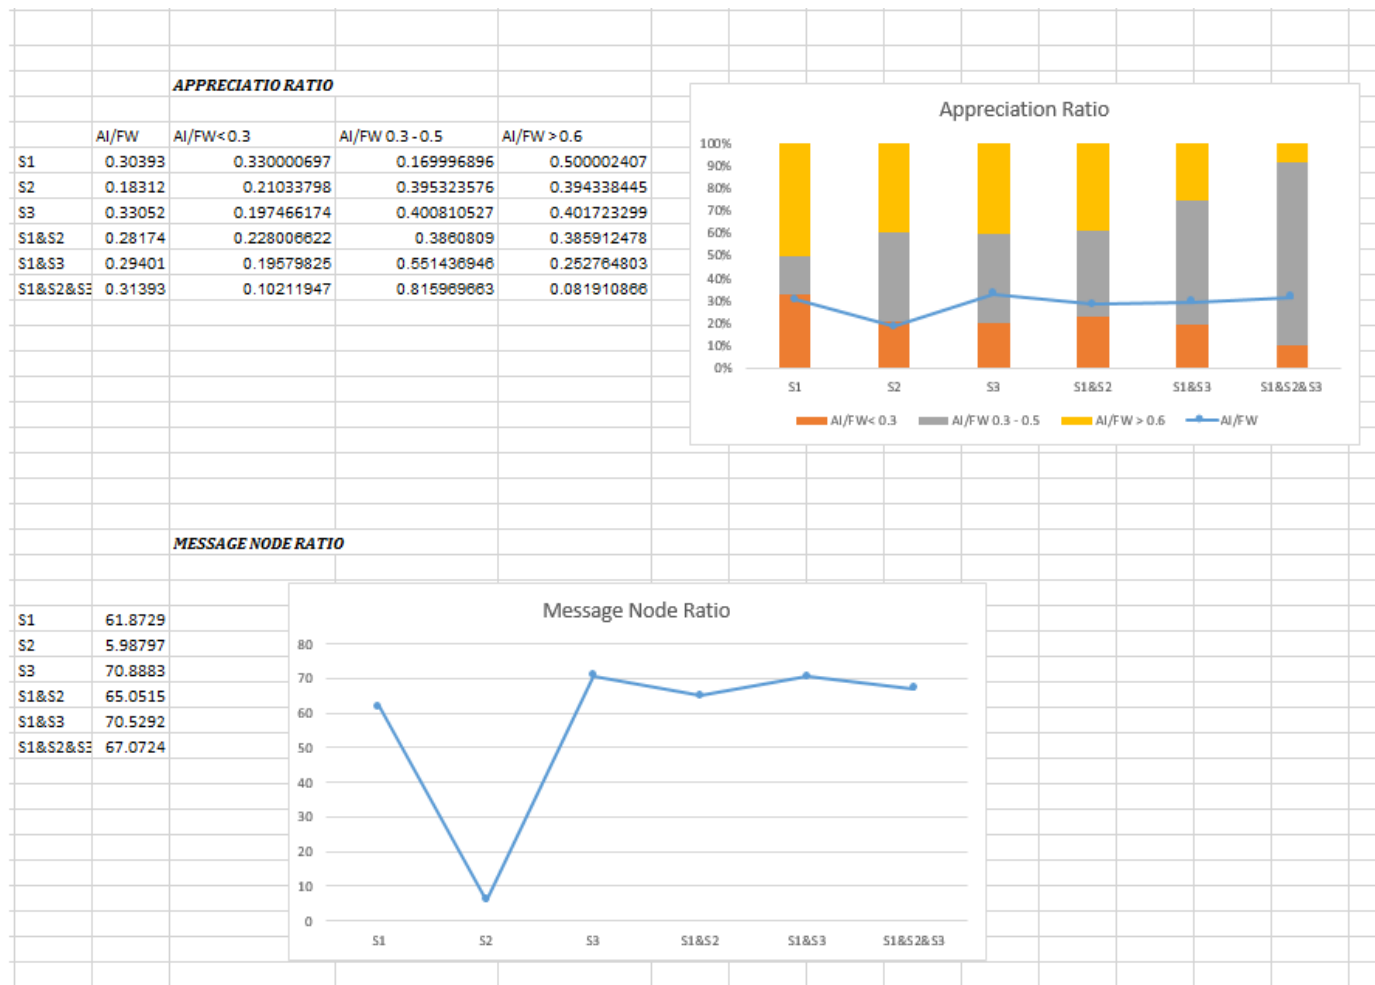 APPRECIATIO RATIO
AI/FW AI/FW< 0.3 AI/FW 0.3 - 0.5 AI/FW > 0.6
S1 0.30393 0.330000697 0.169996896 0.500002407
S2 0.18312 0.21033798 0.395323576 0.394338445
S3 0.33052 0.197466174 0.400810527 0.401723299
S1&S2 0.28174 0.228006622 0.3860809 0.385912478
S1&S3 0.29401 0.19579825 0.551436946 0.252764803
S1&S2&S3 0.31393 0.10211947 0.815969663 0.081910866
Appreciation Ratio
100%
90%
80%
70%
60%
50%
40%
30%
20%
10%
0%
S1 S2 S3 S1&S2 S1&S3 S1&S2&S3
AI/FW< 0.3 AI/FW 0.3 - 0.5 AI/FW > 0.6 AI/FW
MESSAGE NODE RATIO
S1 61.8729
S2 5.98797
S3 70.8883
S1&S2 65.0515
S1&S3 70.5292
S1&S2&S3 67.0724
Message Node Ratio
80
70
60
50
40
30
20
10
0
S1 S2 S3 S1&S2 S1&S3 S1&S2&S3